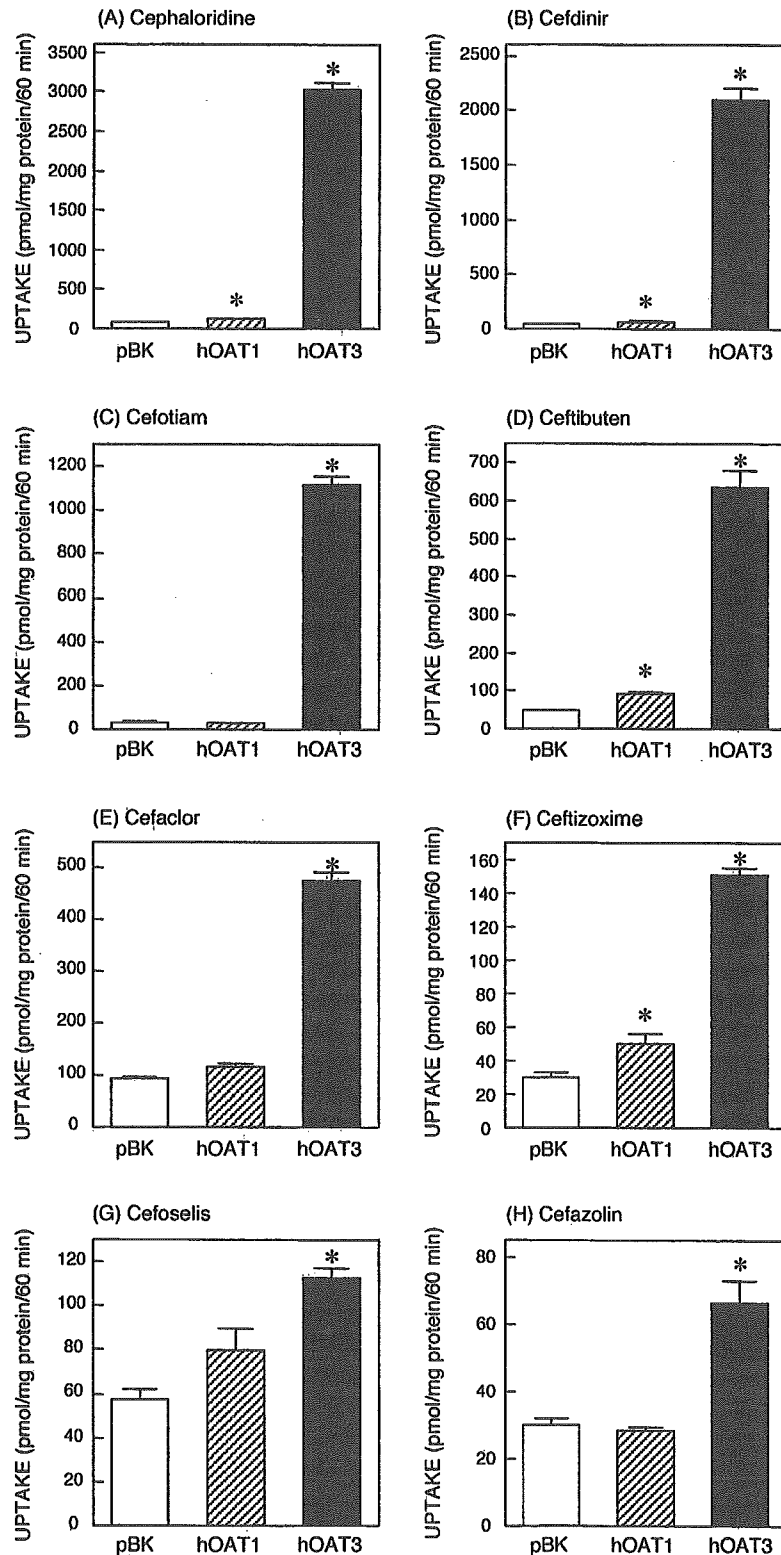 (A) Cephaloridine
UPTAKE (pmol/mg protein/60 min)
3500
3000
2500
2000
1500
1000
500
0
*
*
pBK hOAT1 hOAT3
(B) Cefdinir
UPTAKE (pmol/mg protein/60 min)
2500
2000
1500
1000
500
0
*
*
pBK hOAT1 hOAT3
(C) Cefotiam
UPTAKE (pmol/mg protein/60 min)
1200
1000
800
600
400
200
0
*
pBK hOAT1 hOAT3
(D) Ceftibuten
UPTAKE (pmol/mg protein/60 min)
700
600
500
400
300
200
100
0
*
*
pBK hOAT1 hOAT3
(E) Cefaclor
UPTAKE (pmol/mg protein/60 min)
500
400
300
200
100
0
*
pBK hOAT1 hOAT3
(F) Ceftizoxime
UPTAKE (pmol/mg protein/60 min)
160
140
120
100
80
60
40
20
0
*
*
pBK hOAT1 hOAT3
(G) Cefoselis
UPTAKE (pmol/mg protein/60 min)
120
100
80
60
40
20
0
*
pBK hOAT1 hOAT3
(H) Cefazolin
UPTAKE (pmol/mg protein/60 min)
80
60
40
20
0
*
pBK hOAT1 hOAT3